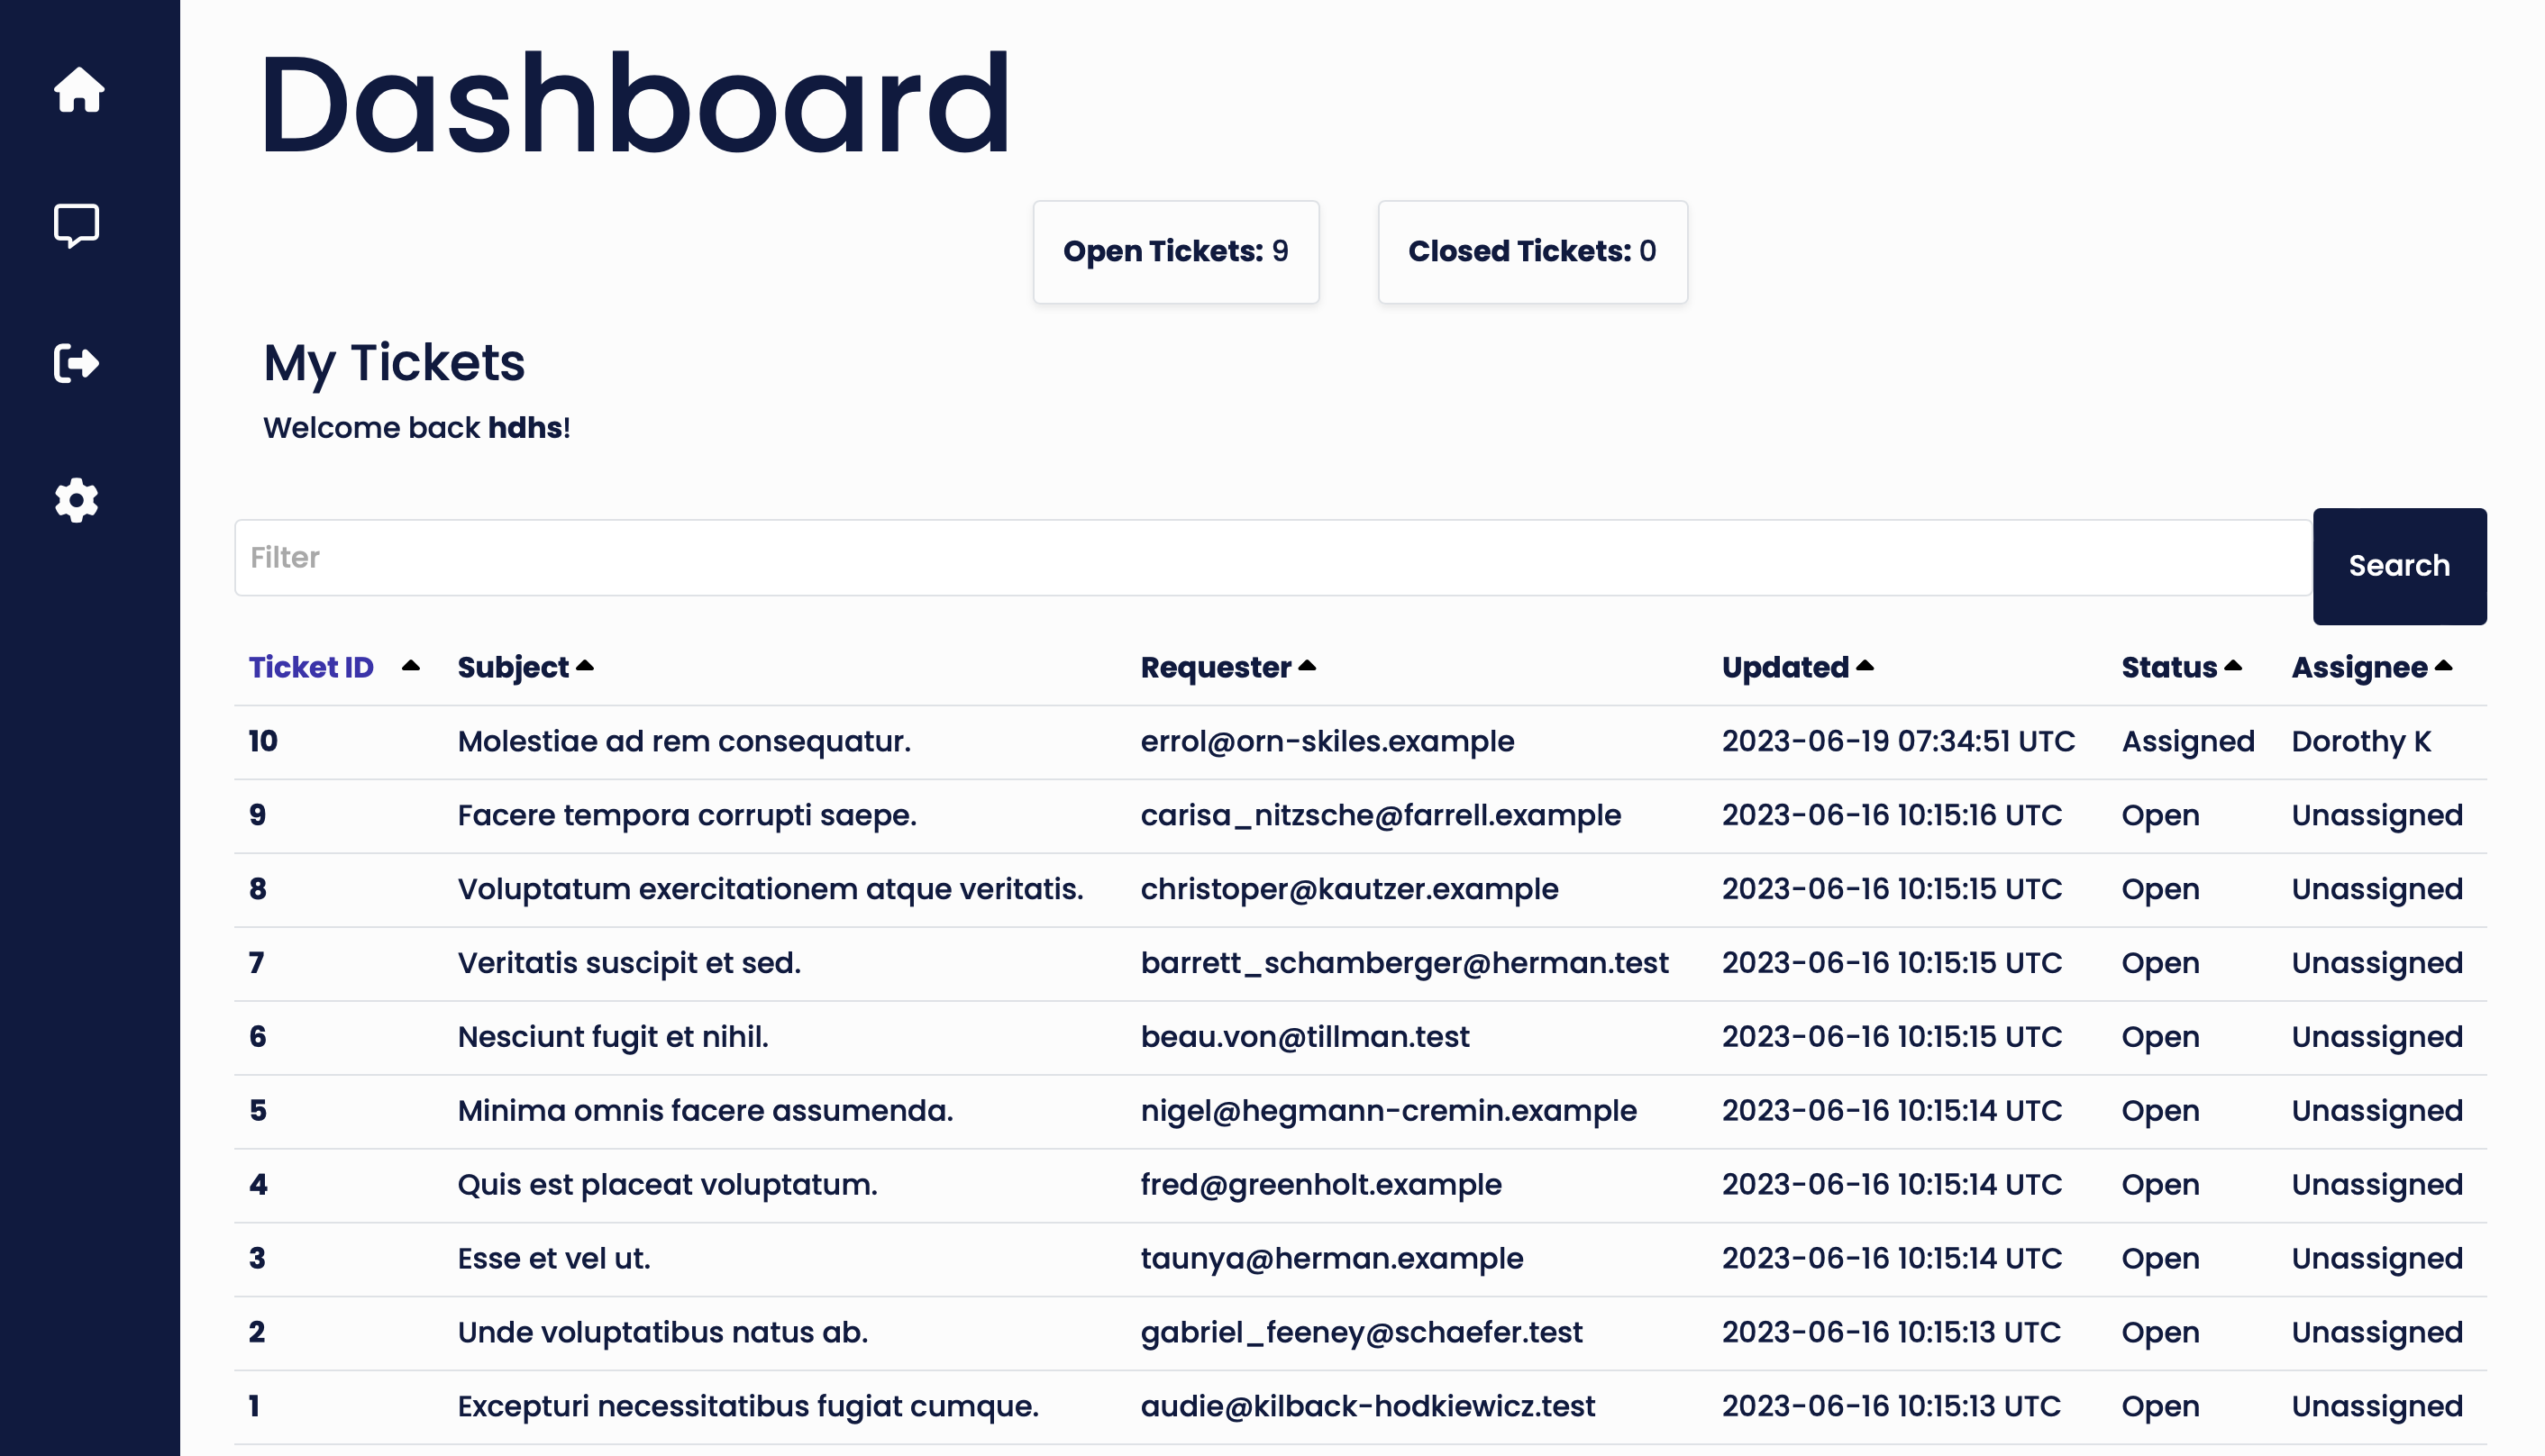 Dashboard
Open Tickets: 9 Closed Tickets: 0
My Tickets
Welcome back hdhs!
Filter Search
Ticket ID Subject Requester Updated Status Assignee
10 Molestiae ad rem consequatur. errol@orn-skiles.example 2023-06-19 07:34:51 UTC Assigned Dorothy K
9 Facere tempora corrupti saepe. carisa_nitzsche@farrell.example 2023-06-16 10:15:16 UTC Open Unassigned
8 Voluptatum exercitationem atque veritatis. christoper@kautzer.example 2023-06-16 10:15:15 UTC Open Unassigned
7 Veritatis suscipit et sed. barrett_schamberger@herman.test 2023-06-16 10:15:15 UTC Open Unassigned
6 Nesciunt fugit et nihil. beau.von@tillman.test 2023-06-16 10:15:15 UTC Open Unassigned
5 Minima omnis facere assumenda. nigel@hegmann-cremin.example 2023-06-16 10:15:14 UTC Open Unassigned
4 Quis est placeat voluptatum. fred@greenholt.example 2023-06-16 10:15:14 UTC Open Unassigned
3 Esse et vel ut. taunya@herman.example 2023-06-16 10:15:14 UTC Open Unassigned
2 Unde voluptatibus natus ab. gabriel_feeney@schaefer.test 2023-06-16 10:15:13 UTC Open Unassigned
1 Excepturi necessitatibus fugiat cumque. audie@kilback-hodkiewicz.test 2023-06-16 10:15:13 UTC Open Unassigned